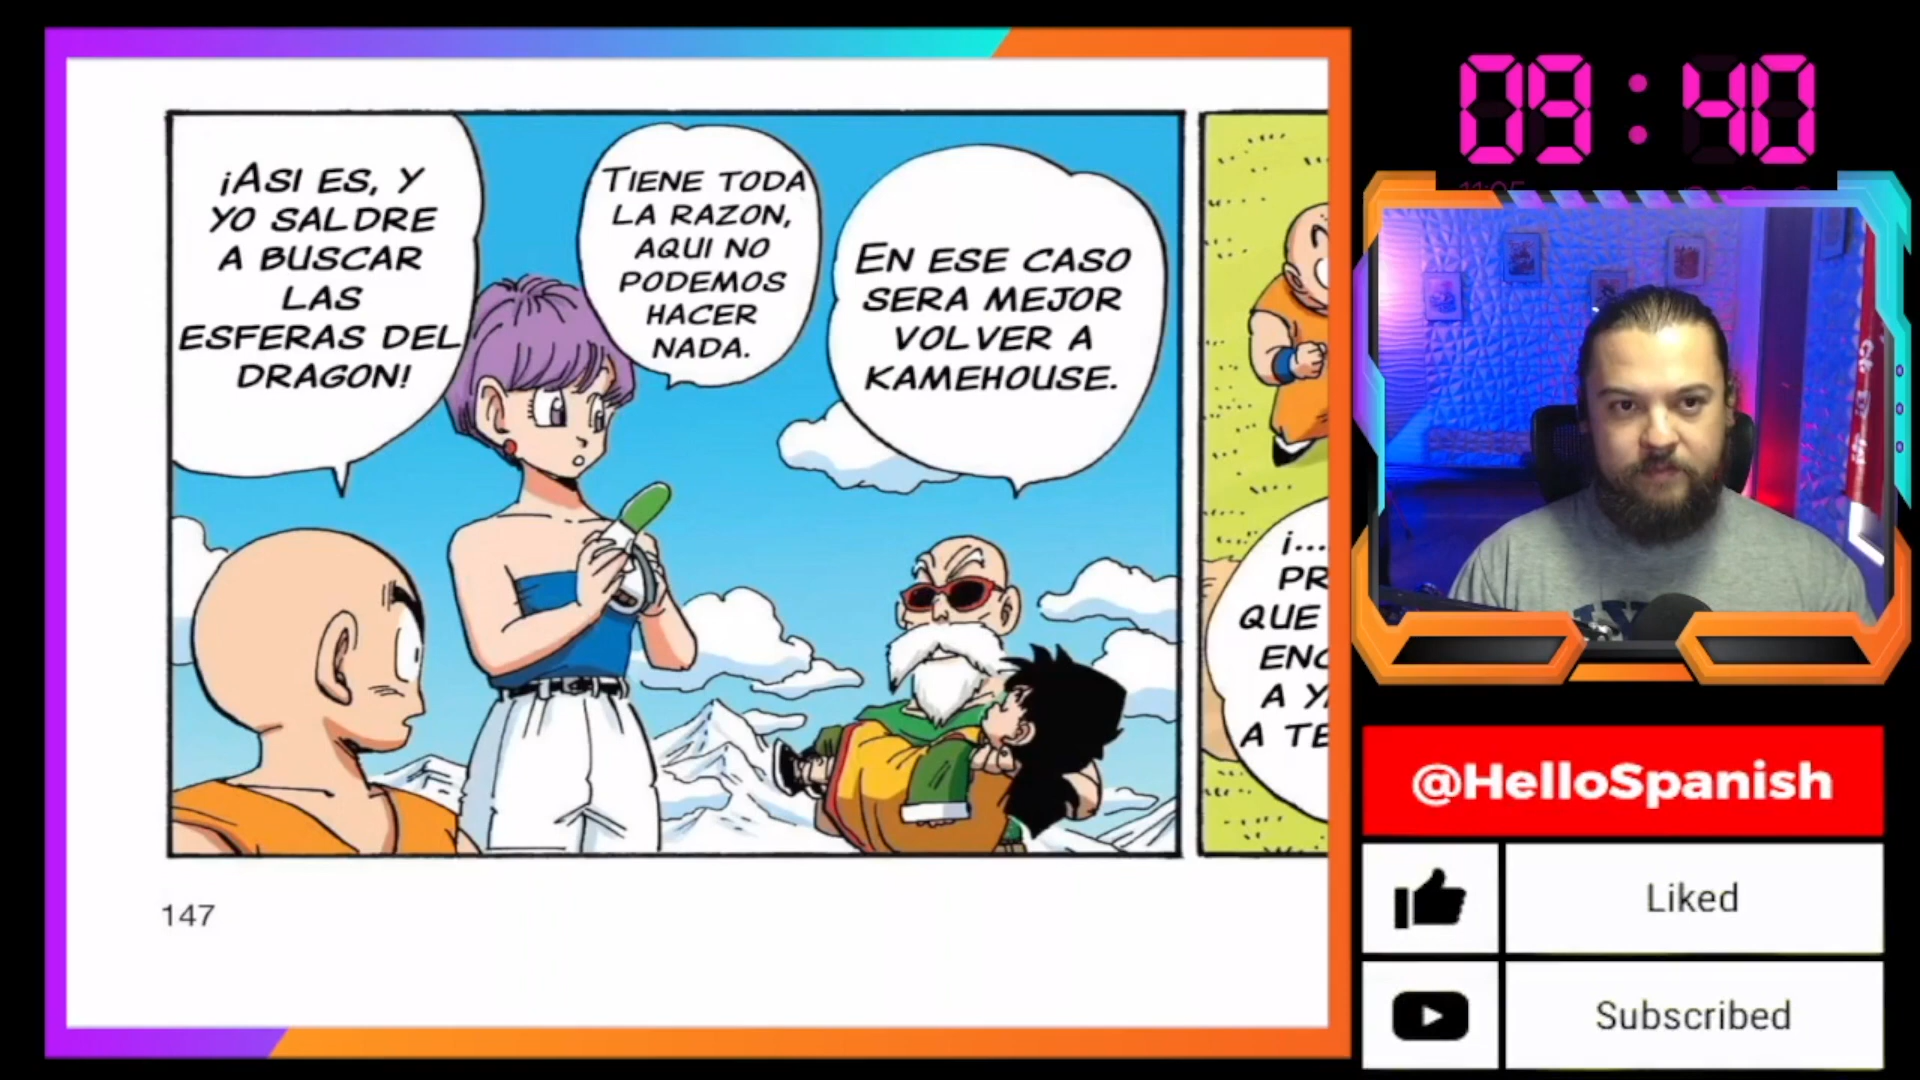 ¡ASI ES, Y
YO SALDRE
A BUSCAR
LAS
ESFERAS DEL
DRAGON!
TIENE TODA
LA RAZON,
AQUI NO
PODEMOS
HACER
NADA.
EN ESE CASO
SERA MEJOR
VOLVER A
KAMEHOUSE.
¡...
PR
QUE
ENC
A Y
A TE
147
09:40
@HelloSpanish
Liked
Subscribed